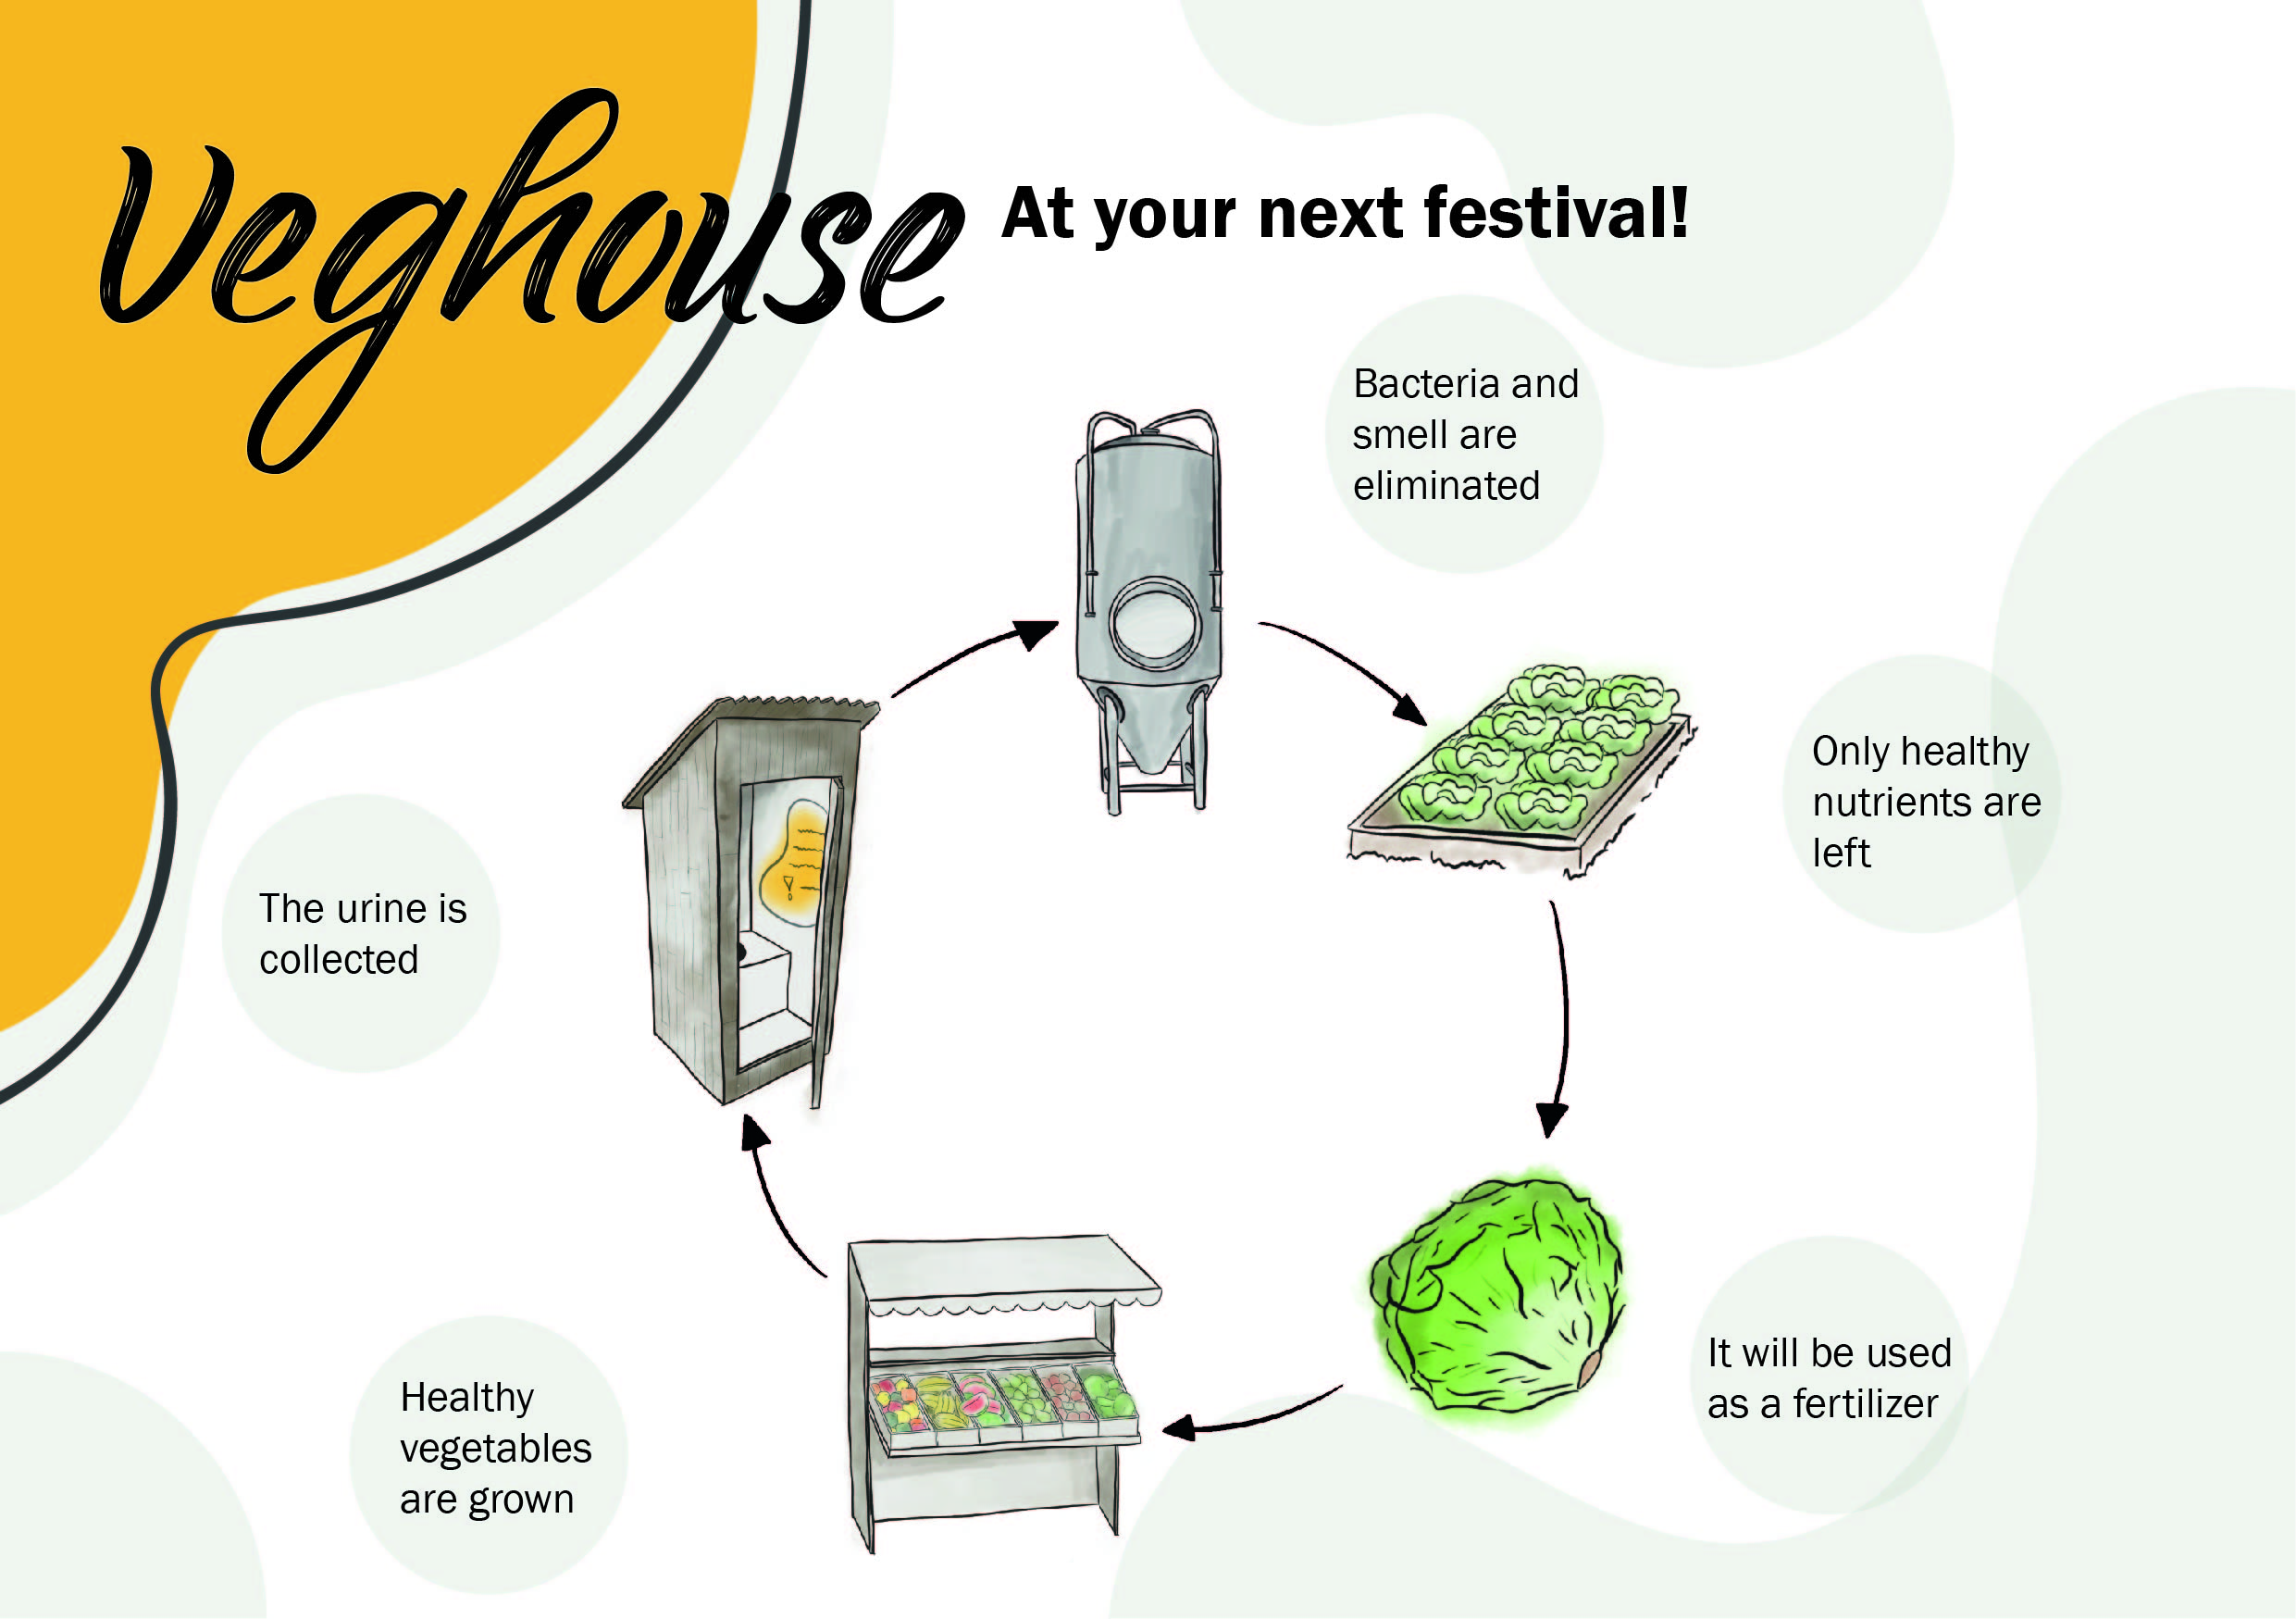 Veghouse At your next festival!
Bacteria and
smell are
eliminated
Only healthy
nutrients are
left
The urine is
collected
It will be used
as a fertilizer
Healthy
vegetables
are grown